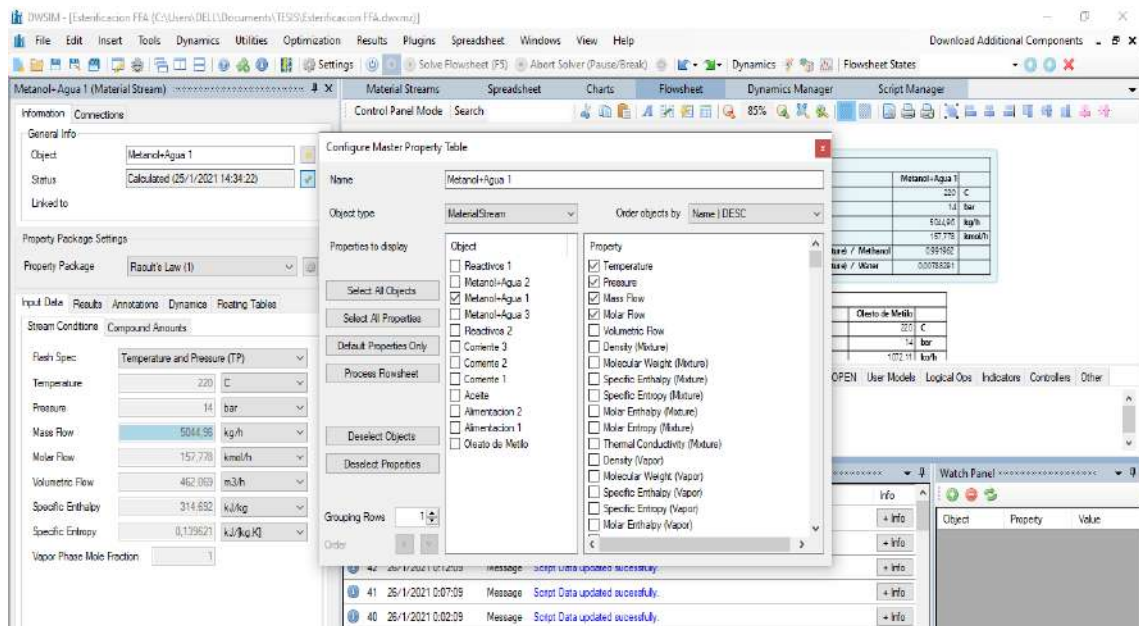 DWSIM - [Esterificacion FFA (C:\Users\DELL\Documents\TESIS\Esterificacion FFA.dwxmz)]
File Edit Insert Tools Dynamics Utilities Optimization Results Plugins Spreadsheet Windows View Help Download Additional Components
Settings Solve Flowsheet (F5) Abort Solver (Pause/Break) Dynamics Flowsheet States
Metanol+Agua 1 (Material Stream)
Material Streams Spreadsheet Charts Flowsheet Dynamics Manager Script Manager
Information Connections
Control Panel Mode Search 85%
General Info
Object Metanol+Agua 1
Status Calculated (25/1/2021 14:34:22)
Linked to
Property Package Settings
Property Package Raoult's Law (1)
Input Data Results Annotations Dynamics Floating Tables
Stream Conditions Compound Amounts
Flash Spec Temperature and Pressure (TP)
Temperature 220 C
Pressure 14 bar
Mass Flow 5044,96 kg/h
Molar Flow 157,778 kmol/h
Volumetric Flow 462,069 m3/h
Specific Enthalpy 314,692 kJ/kg
Specific Entropy 0,139621 kJ/[kg.K]
Vapor Phase Mole Fraction 1
Configure Master Property Table
Name Metanol+Agua 1
Object type MaterialStream Order objects by Name | DESC
Properties to display
Select All Objects
Select All Properties
Default Properties Only
Process Flowsheet
Deselect Objects
Deselect Properties
Grouping Rows 1
Order
Object
Reactivos 1
Metanol+Agua 2
Metanol+Agua 1
Metanol+Agua 3
Reactivos 2
Corriente 3
Corriente 2
Corriente 1
Aceite
Alimentacion 2
Alimentacion 1
Oleato de Metilo
Property
Temperature
Pressure
Mass Flow
Molar Flow
Volumetric Flow
Density (Mixture)
Molecular Weight (Mixture)
Specific Enthalpy (Mixture)
Specific Entropy (Mixture)
Molar Enthalpy (Mixture)
Molar Entropy (Mixture)
Thermal Conductivity (Mixture)
Density (Vapor)
Molecular Weight (Vapor)
Specific Enthalpy (Vapor)
Specific Entropy (Vapor)
Molar Enthalpy (Vapor)
Metanol+Agua 1
220 C
14 bar
5044,96 kg/h
157,778 kmol/h
/ Methanol 0,991962
/ Water
Oleato de Metilo
220 C
14 bar
1072,11 kg/h
OPEN User Models Logical Ops Indicators Controllers Other
Watch Panel
Info
Object Property Value
+ Info
+ Info
42 26/1/2021 0:12:09 Message Script Data updated sucessfully. + Info
41 26/1/2021 0:07:09 Message Script Data updated sucessfully. + Info
40 26/1/2021 0:02:09 Message Script Data updated sucessfully. + Info